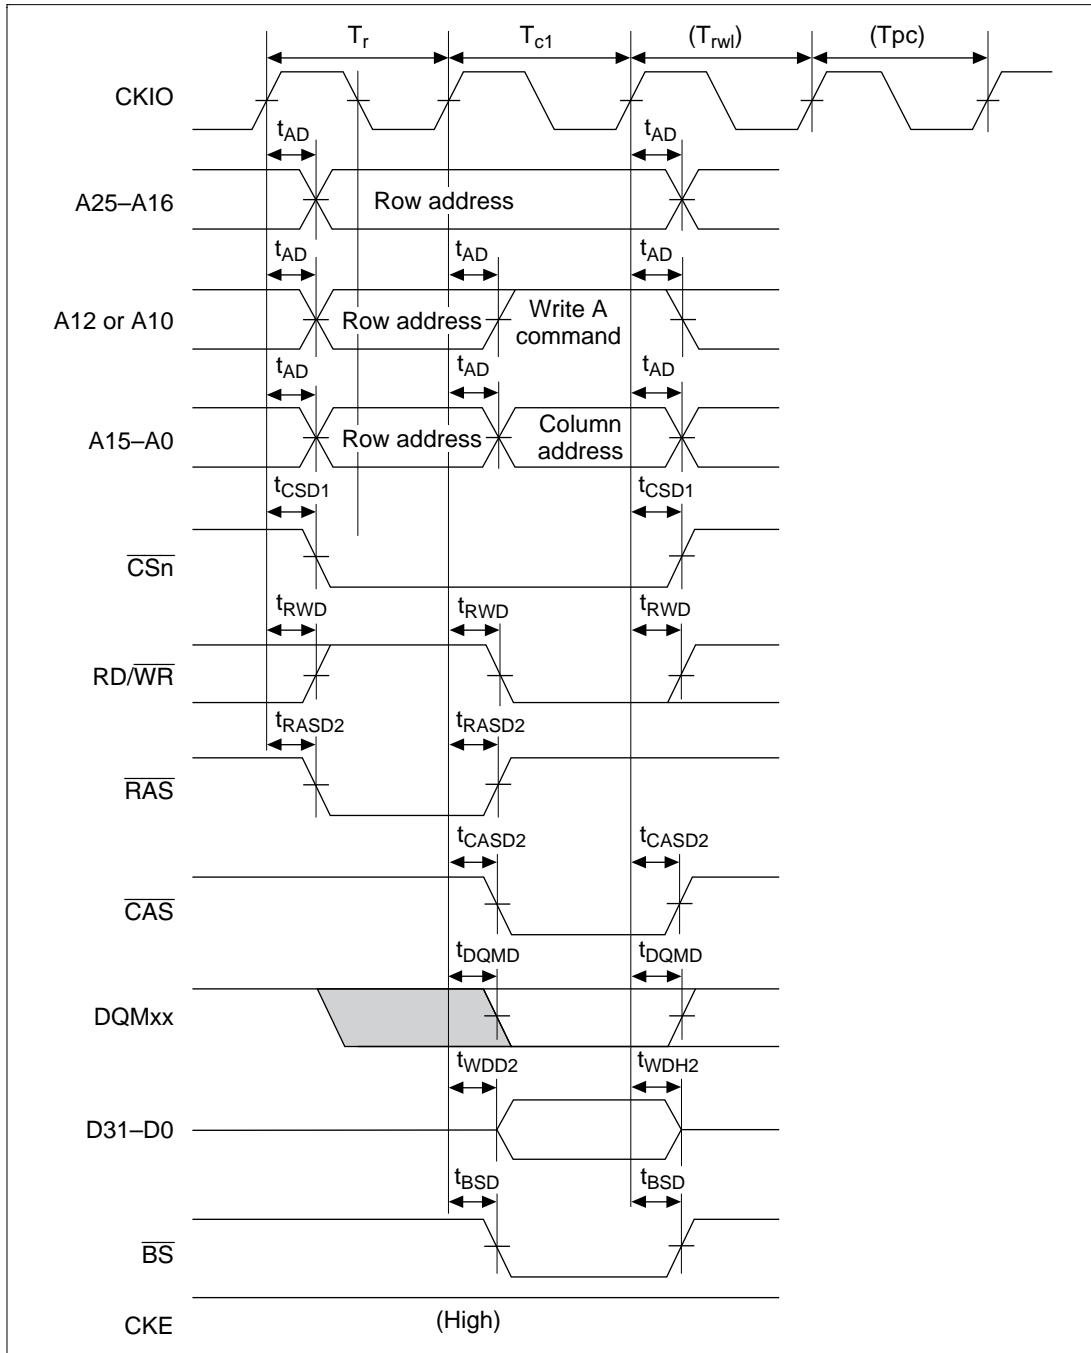 Tr Tc1 (Trwl) (Tpc)
CKIO
tAD tAD
A25–A16 Row address
tAD tAD tAD
A12 or A10 Row address Write A command
tAD tAD tAD
A15–A0 Row address Column address
tCSD1 tCSD1
CSn
tRWD tRWD tRWD
RD/WR
tRASD2 tRASD2
RAS
tCASD2 tCASD2
CAS
tDQMD tDQMD
DQMxx
tWDD2 tWDH2
D31–D0
tBSD tBSD
BS
CKE (High)